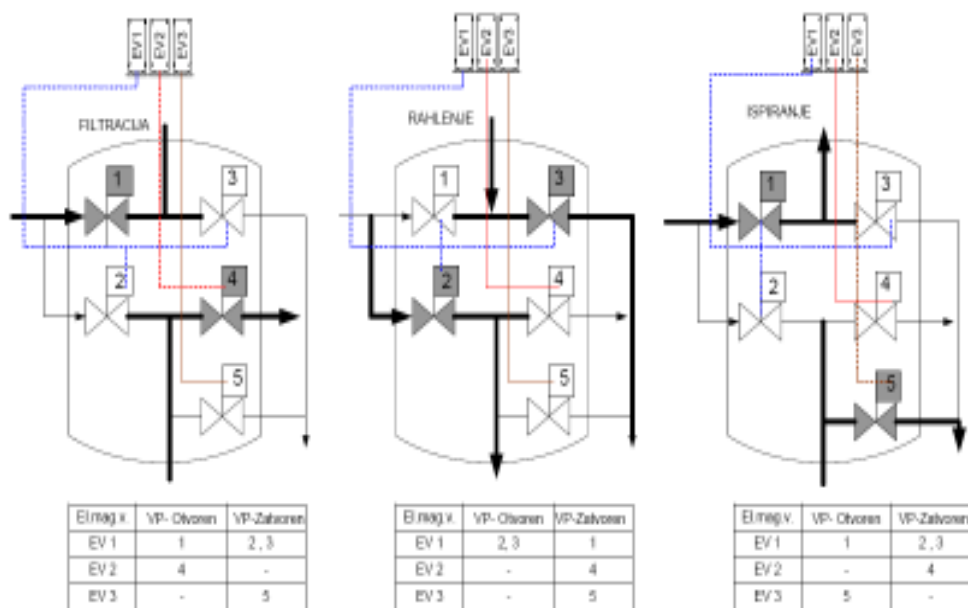 EV1 EV2 EV3
FILTRACIJA
1 3
2 4
5
El.mag.v. VP- Otvoren VP-Zatvoren
EV 1 1 2 , 3
EV 2 4 -
EV 3 - 5
EV1 EV2 EV3
RAHLENJE
1 3
2 4
5
El.mag.v. VP- Otvoren VP-Zatvoren
EV 1 2, 3 1
EV 2 - 4
EV 3 - 5
EV1 EV2 EV3
ISPIRANJE
1 3
2 4
5
El.mag.v. VP- Otvoren VP-Zatvoren
EV 1 1 2, 3
EV 2 - 4
EV 3 5 -